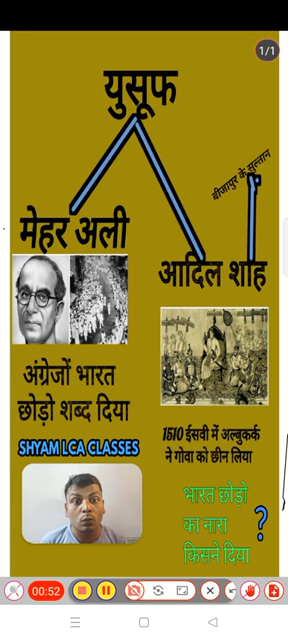 1/1
युसूफ
बीजापुर के सुल्तान
मेहर अली
आदिल शाह
अंग्रेजों भारत
छोड़ो शब्द दिया
SHYAM LCA CLASSES
1510 ईसवी में अल्बुकर्क
ने गोवा को छीन लिया
भारत छोड़ो
का नारा
किसने दिया
?
00:52